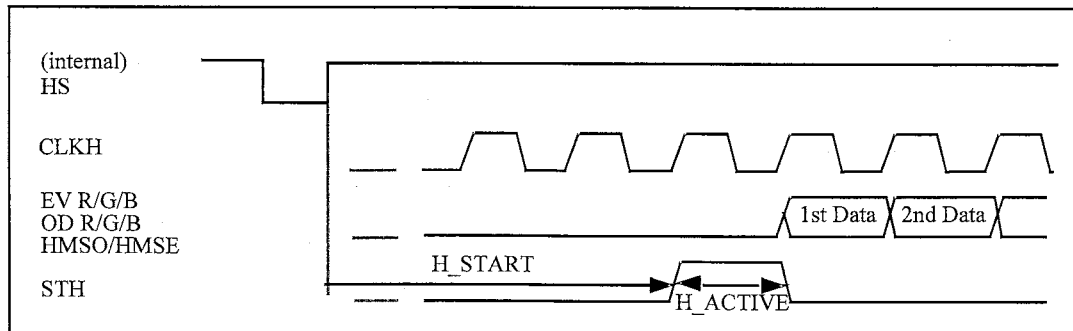 (internal)
HS
CLKH
EV R/G/B
OD R/G/B
HMSO/HMSE
1st Data 2nd Data
H_START
STH
H_ACTIVE